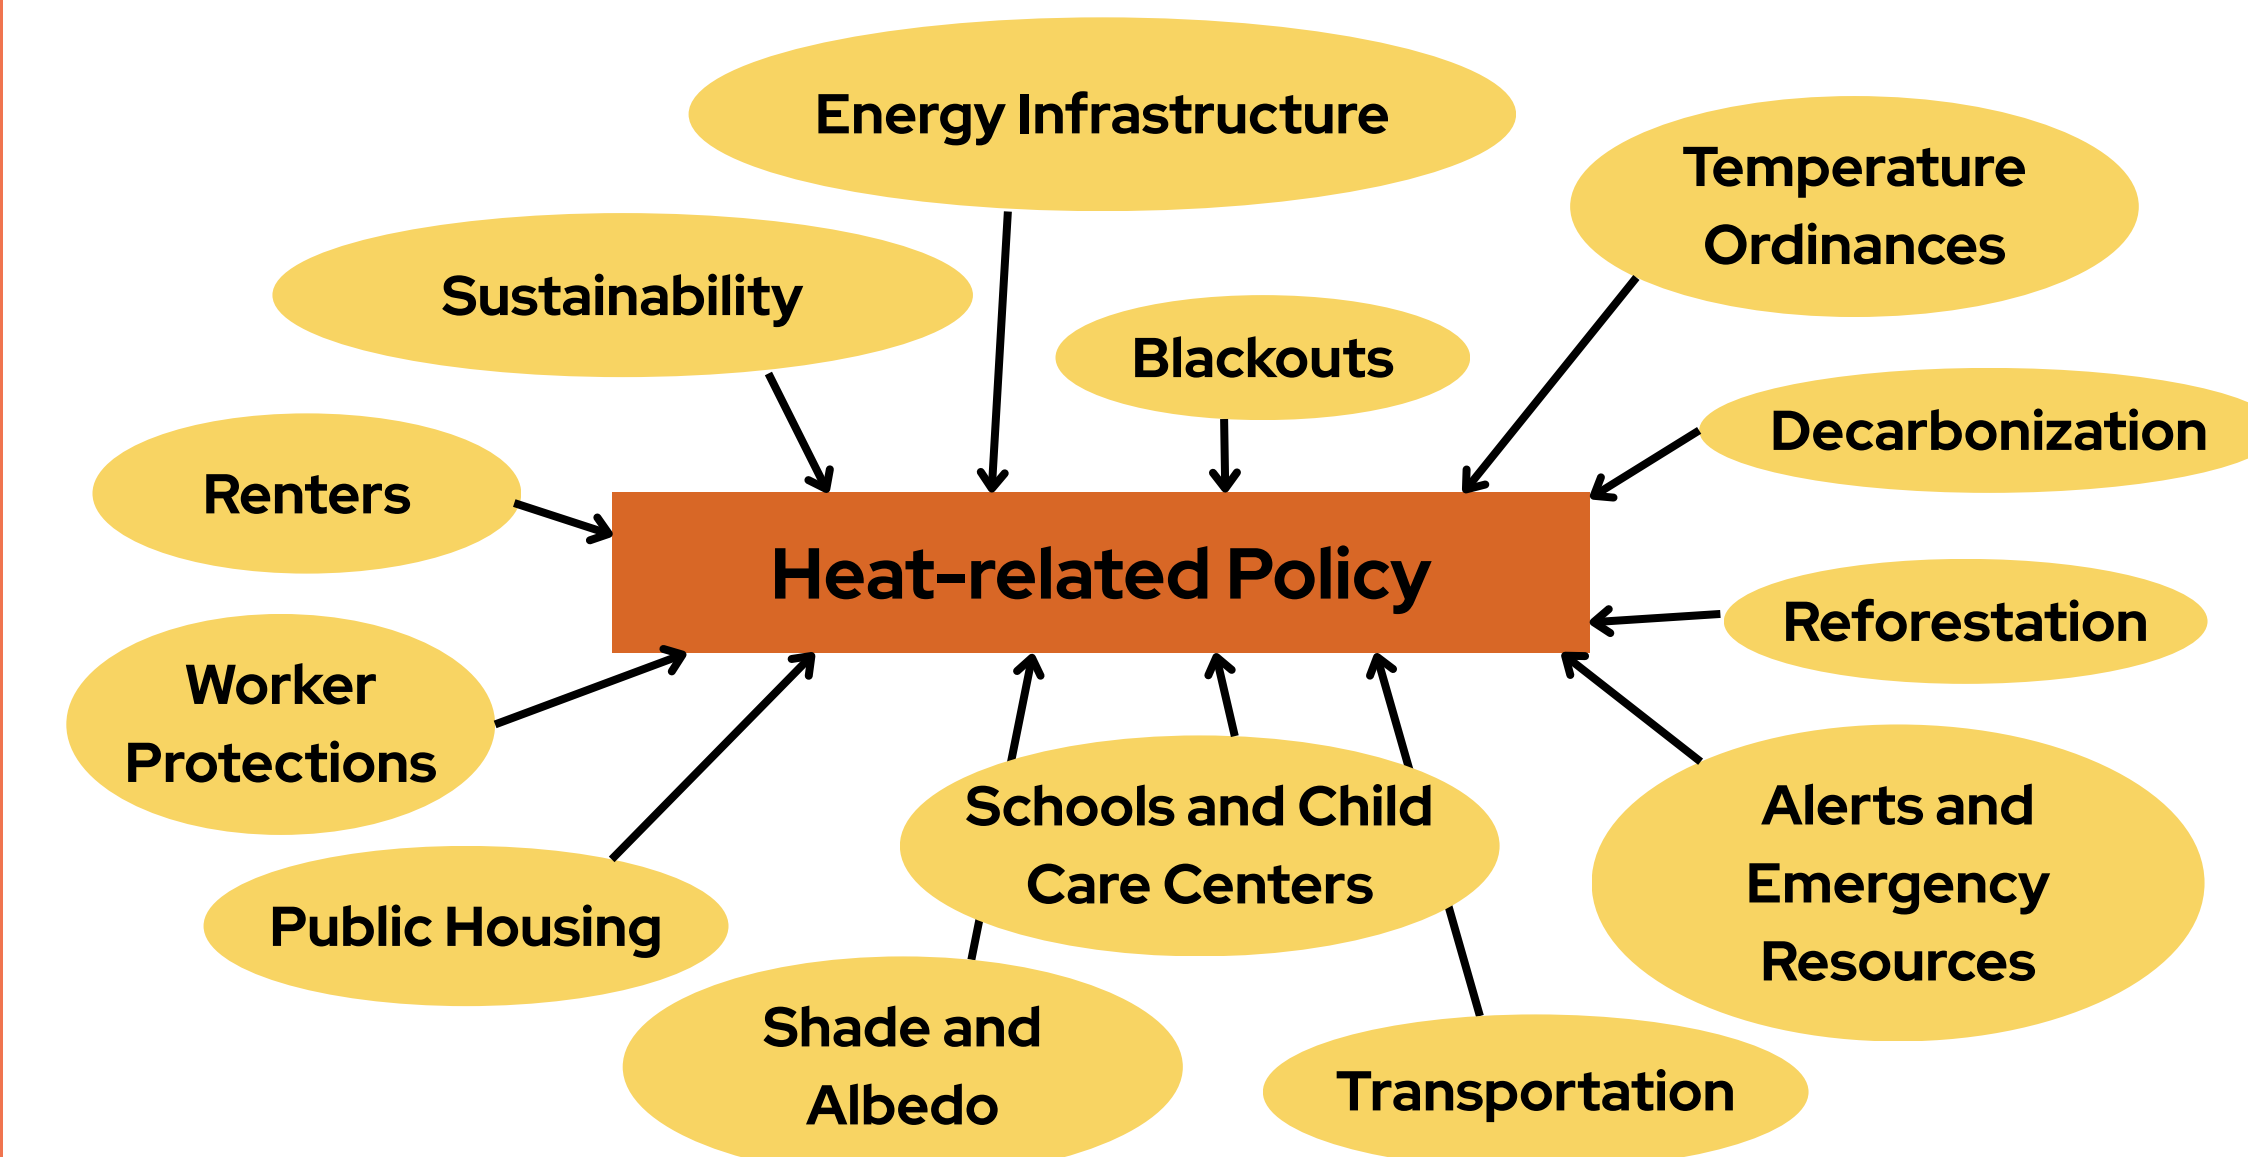 Energy Infrastructure
Temperature
Ordinances
Sustainability
Blackouts
Decarbonization
Renters
Heat-related Policy
Reforestation
Worker
Protections
Schools and Child
Care Centers
Alerts and
Emergency
Resources
Public Housing
Shade and
Albedo
Transportation